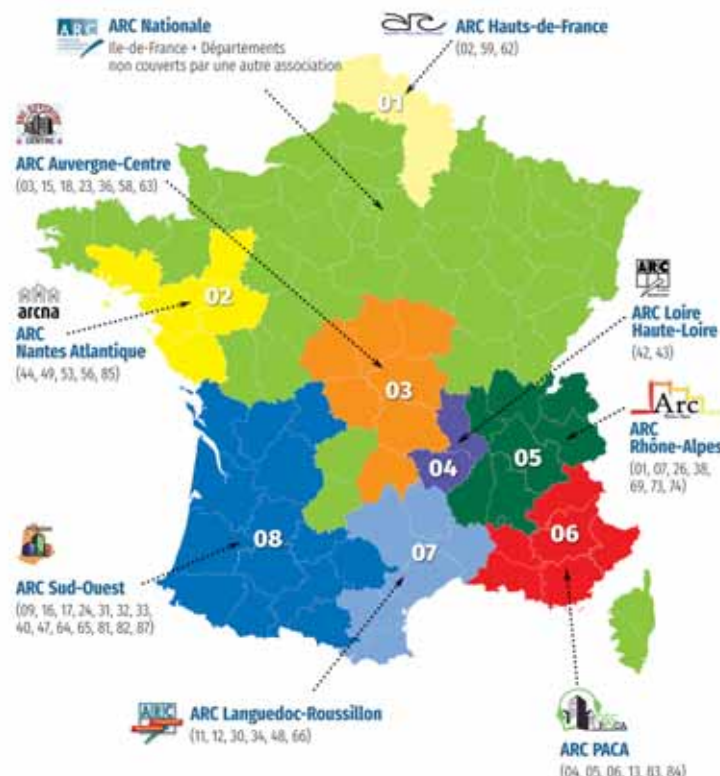 ARC
ARC Nationale
Ile-de-France + Départements
non couverts par une autre association
arc
ARC Hauts-de-France
(02, 59, 62)
01
CENTRE
ARC Auvergne-Centre
(03, 15, 18, 23, 36, 58, 63)
arcna
ARC
Nantes Atlantique
(44, 49, 53, 56, 85)
02
ARC
ARC Loire
Haute-Loire
(42, 43)
03
04
05
Arc
ARC
Rhône-Alpes
(01, 07, 26, 38,
69, 73, 74)
06
07
08
ARC Sud-Ouest
(09, 16, 17, 24, 31, 32, 33,
40, 47, 64, 65, 81, 82, 87)
ARC
ARC Languedoc-Roussillon
(11, 12, 30, 34, 48, 66)
PACA
ARC PACA
(04, 05, 06, 13, 83, 84)